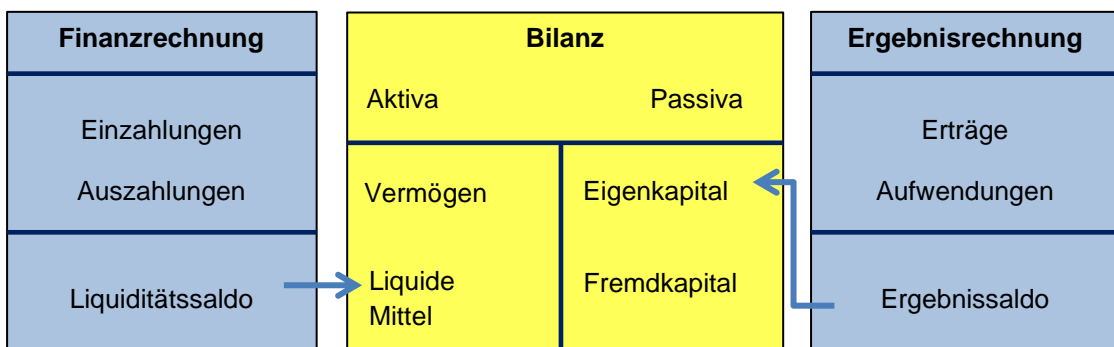 Finanzrechnung
Einzahlungen
Auszahlungen
Liquiditätssaldo
Bilanz
Aktiva Passiva
Vermögen
Liquide
Mittel
Eigenkapital
Fremdkapital
Ergebnisrechnung
Erträge
Aufwendungen
Ergebnissaldo